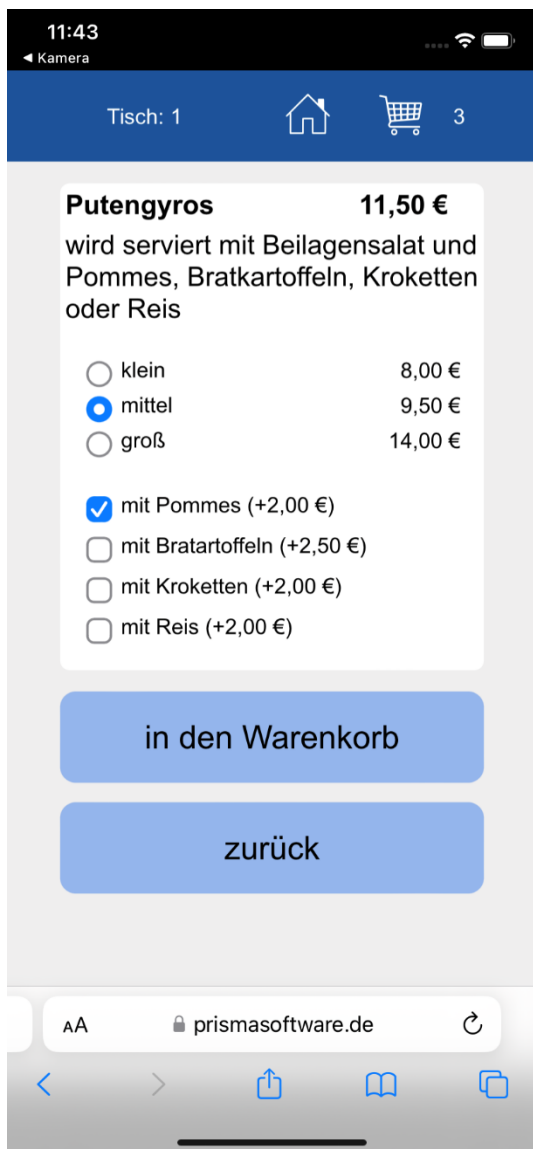 11:43
◀ Kamera
Tisch: 1 3
Putengyros 11,50 €
wird serviert mit Beilagensalat und
Pommes, Bratkartoffeln, Kroketten
oder Reis
klein 8,00 €
mittel 9,50 €
groß 14,00 €
mit Pommes (+2,00 €)
mit Bratartoffeln (+2,50 €)
mit Kroketten (+2,00 €)
mit Reis (+2,00 €)
in den Warenkorb
zurück
AA prismasoftware.de